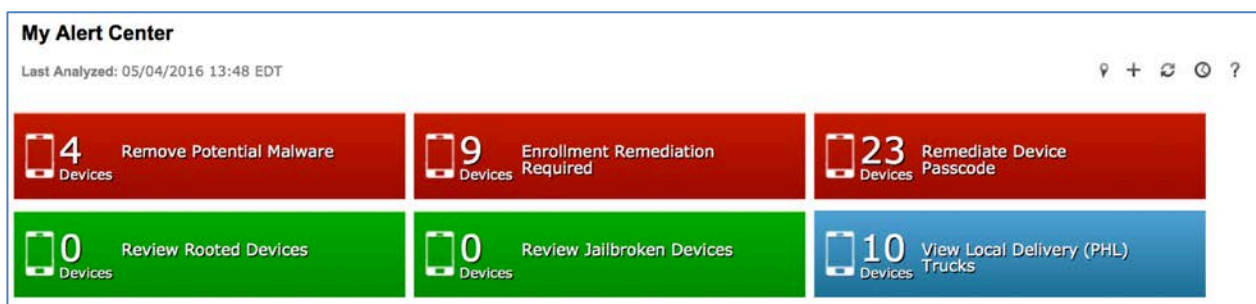 My Alert Center
Last Analyzed: 05/04/2016 13:48 EDT
?
4 Devices Remove Potential Malware
9 Devices Enrollment Remediation
Required
23 Devices Remediate Device
Passcode
0 Devices Review Rooted Devices
0 Devices Review Jailbroken Devices
10 Devices View Local Delivery (PHL)
Trucks